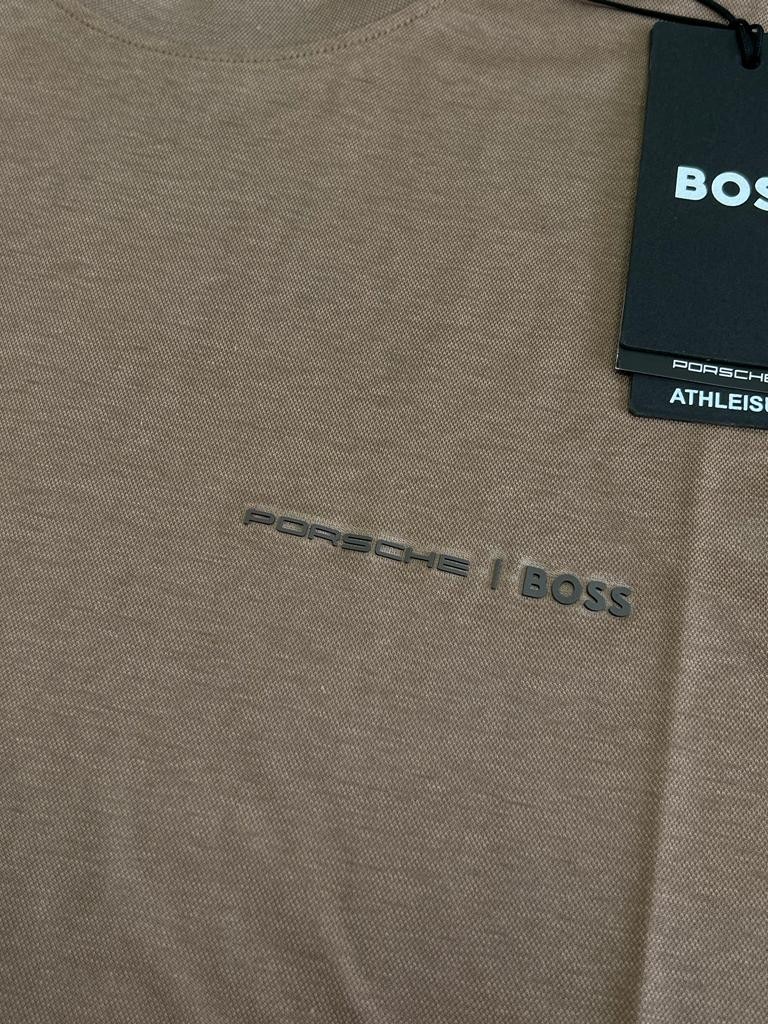 BOS
PORSCHE
ATHLEISU
PORSCHE | BOSS